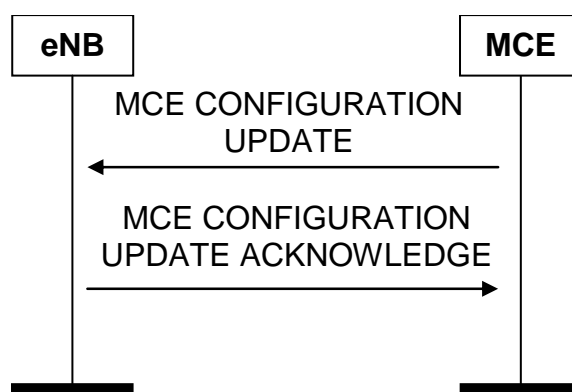 eNB
MCE
MCE CONFIGURATION
UPDATE
MCE CONFIGURATION
UPDATE ACKNOWLEDGE